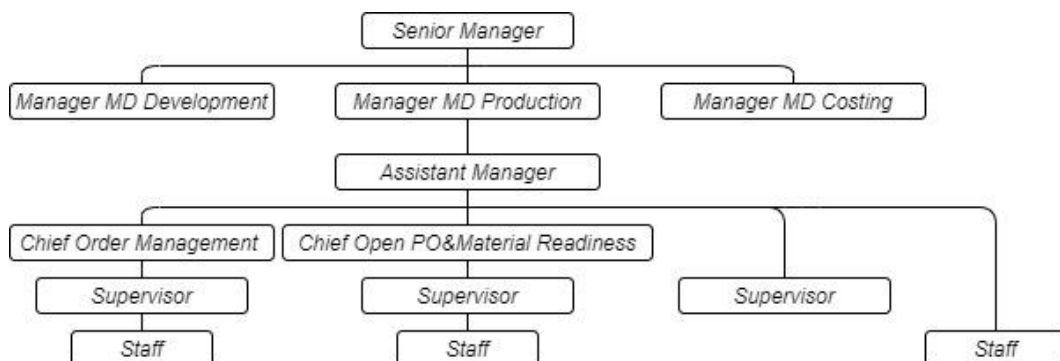 Senior Manager
Manager MD Development
Manager MD Production
Manager MD Costing
Assistant Manager
Chief Order Management
Chief Open PO&Material Readiness
Supervisor
Supervisor
Supervisor
Staff
Staff
Staff